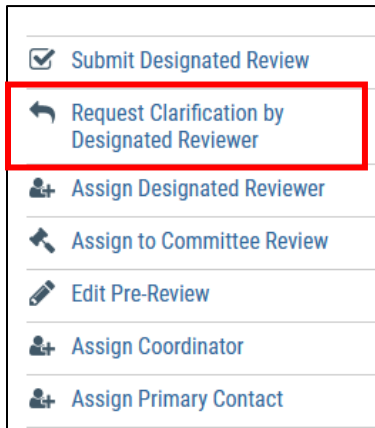 Submit Designated Review
Request Clarification by
Designated Reviewer
Assign Designated Reviewer
Assign to Committee Review
Edit Pre-Review
Assign Coordinator
Assign Primary Contact